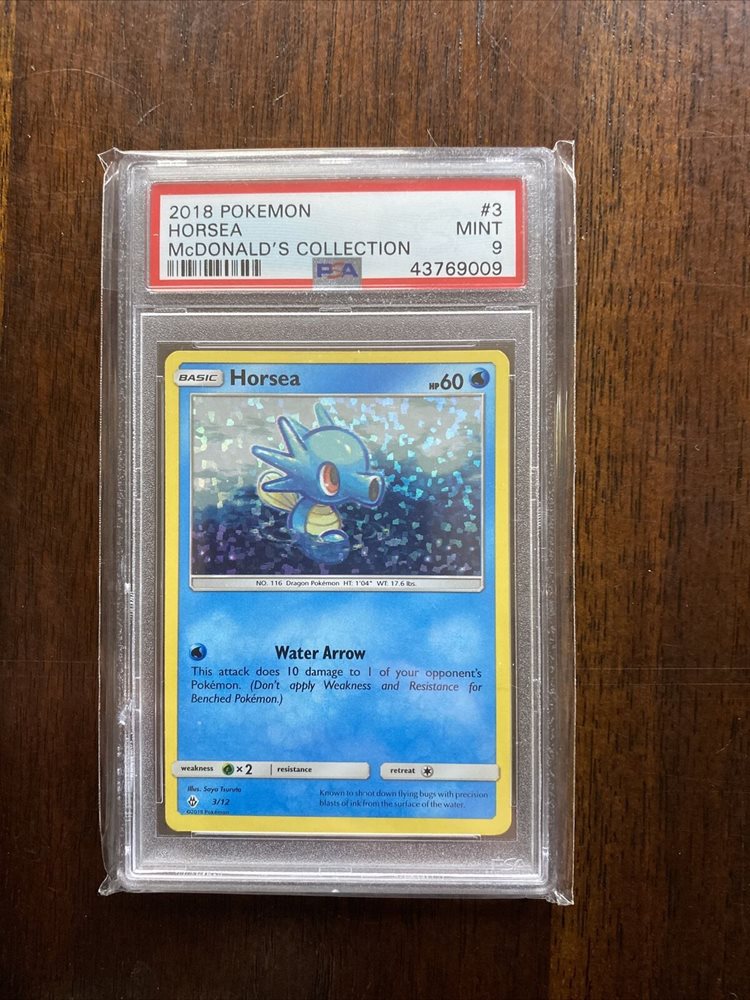 2018 POKEMON #3
HORSEA MINT
McDONALD'S COLLECTION 9
PSA 43769009
BASIC Horsea HP60
NO. 116 Dragon Pokémon HT: 1'04" WT: 17.6 lbs.
Water Arrow
This attack does 10 damage to 1 of your opponent's
Pokémon. (Don't apply Weakness and Resistance for
Benched Pokémon.)
weakness ×2 resistance retreat
Illus. Saya Tsuruta
3/12
©2018 Pokémon
Known to shoot down flying bugs with precision
blasts of ink from the surface of the water.